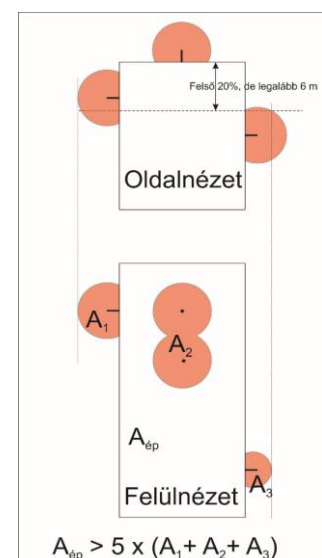 Felső 20%, de legalább 6 m
Oldalnézet
A₁
A₂
Aép
A₃
Felülnézet
Aép > 5 x (A₁+ A₂+ A₃)